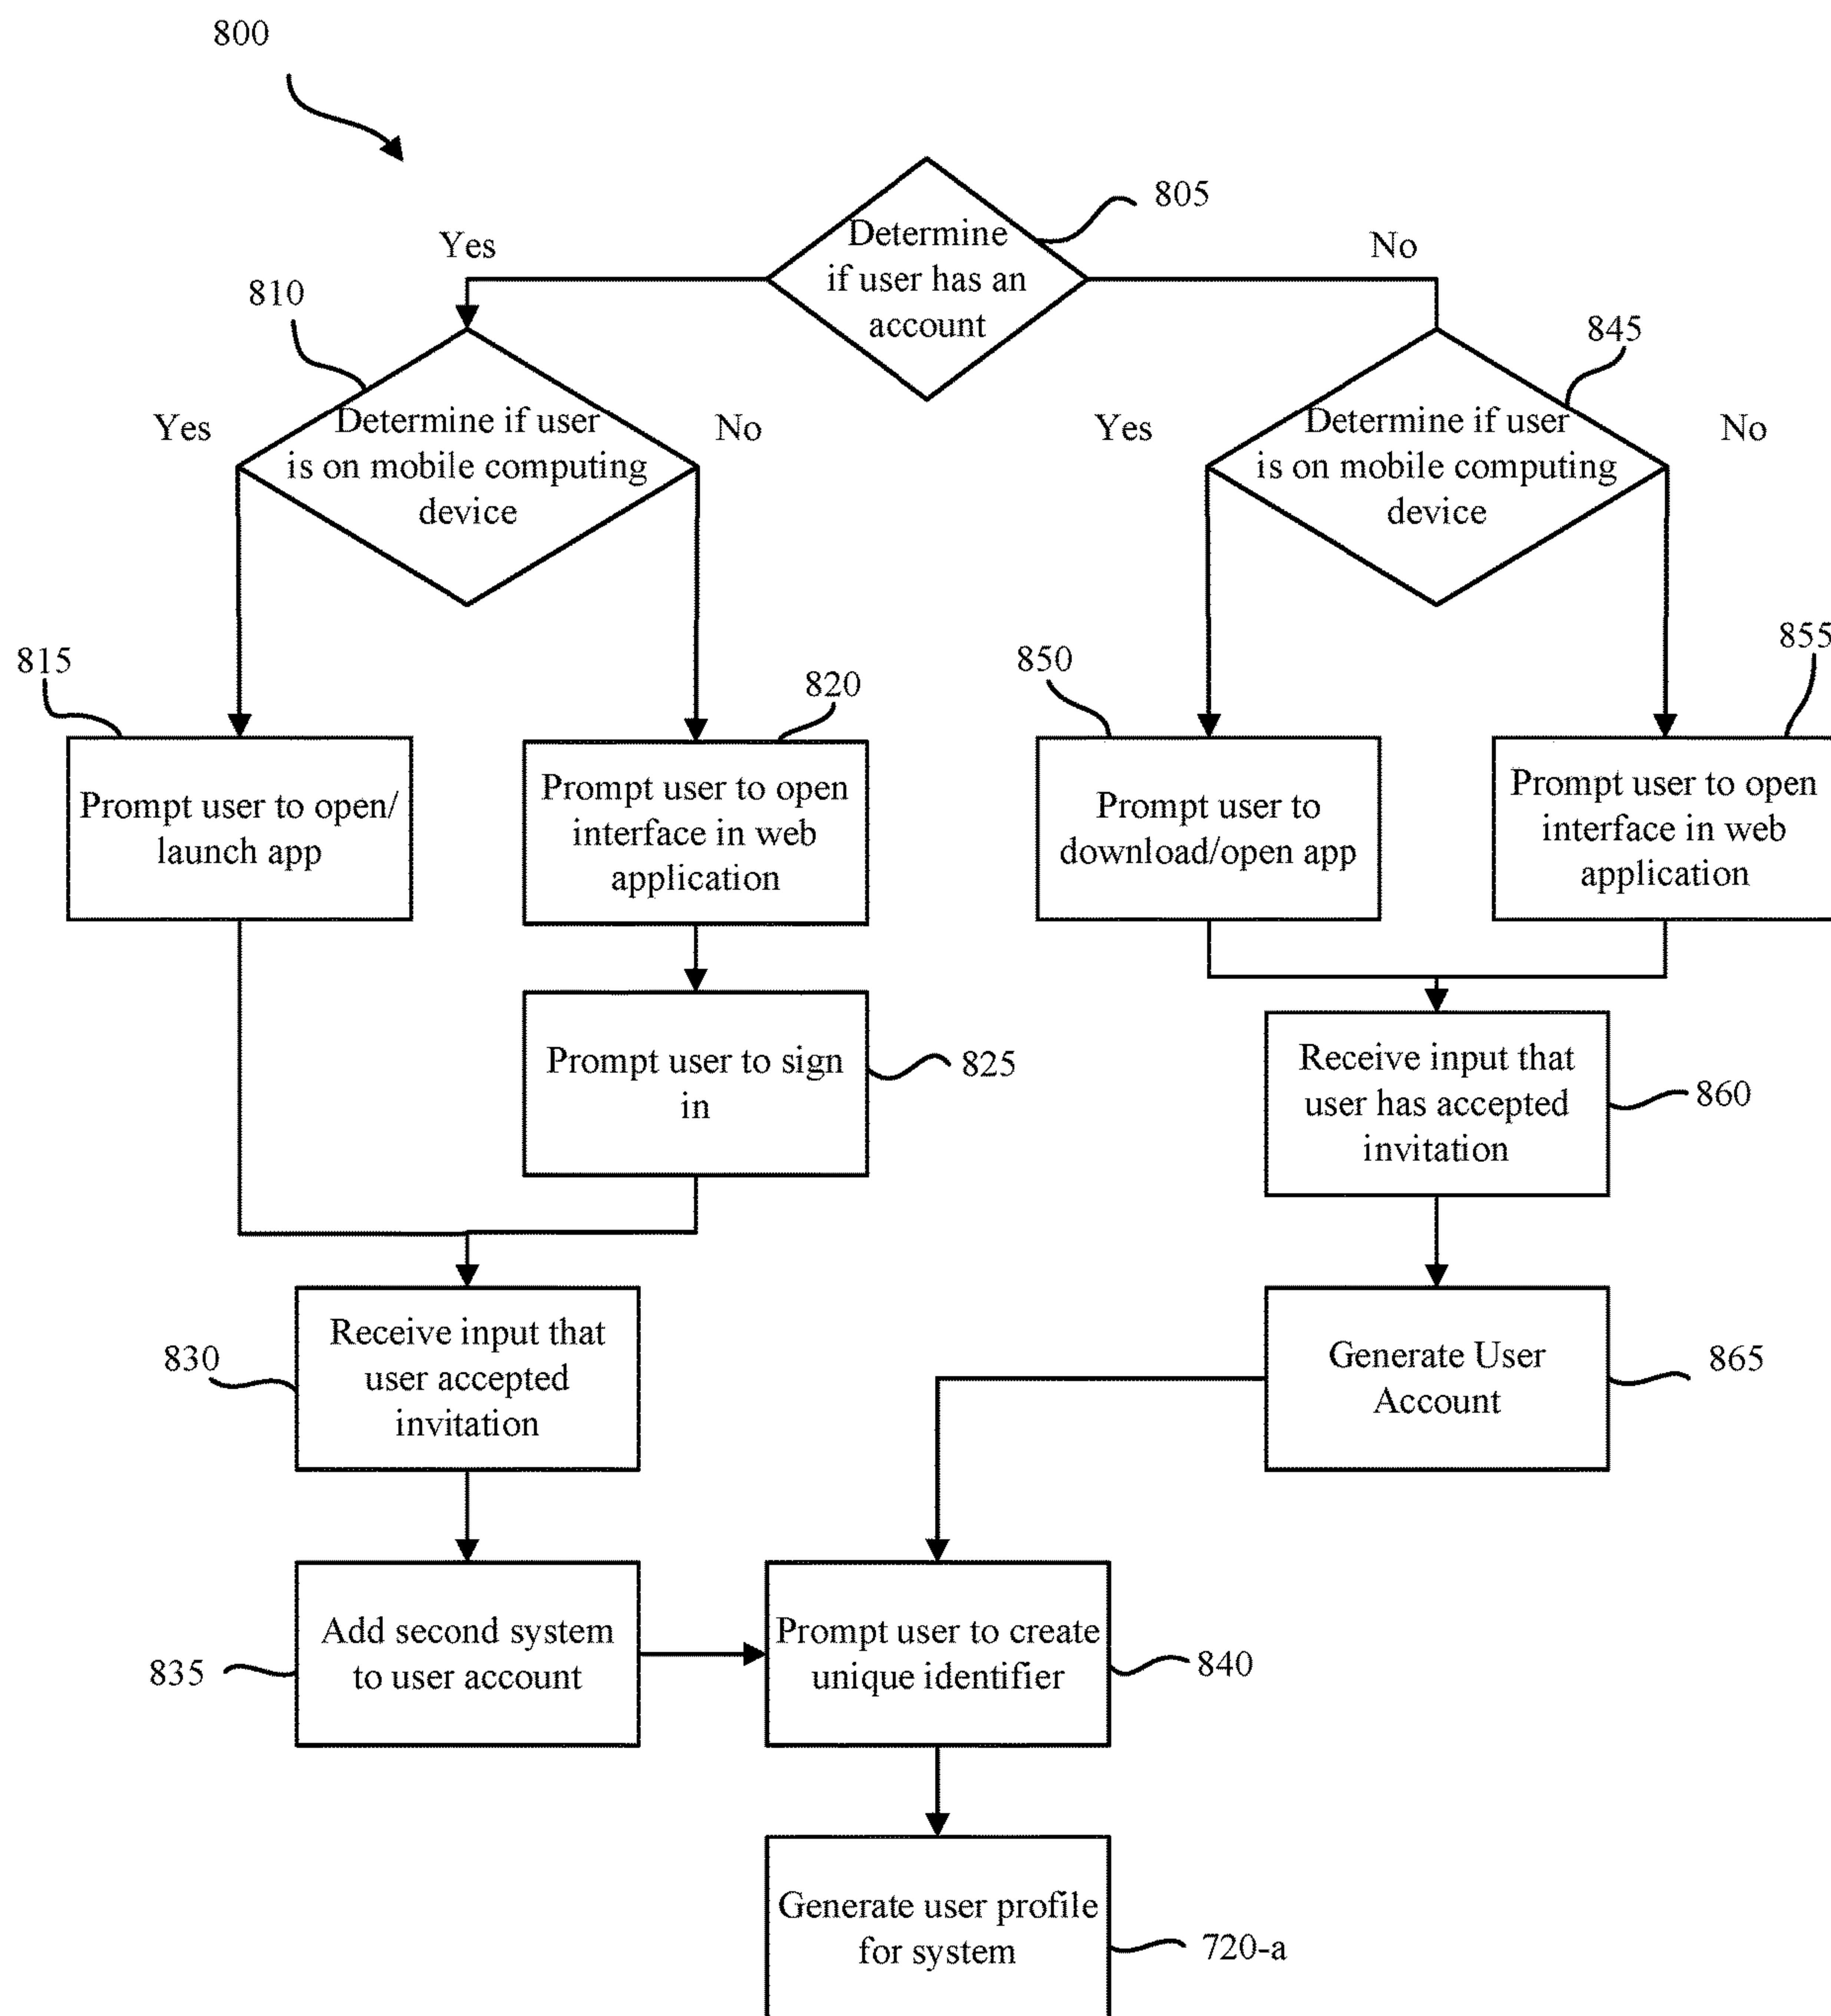 800
805
Determine
if user has an
account
Yes
No
810
Determine if user
is on mobile computing
device
Yes
No
845
Determine if user
is on mobile computing
device
Yes
No
815
Prompt user to open/
launch app
820
Prompt user to open
interface in web
application
850
Prompt user to
download/open app
855
Prompt user to open
interface in web
application
Prompt user to sign
in
825
Receive input that
user has accepted
invitation
860
830
Receive input that
user accepted
invitation
Generate User
Account
865
835
Add second system
to user account
Prompt user to create
unique identifier
840
Generate user profile
for system
720-a